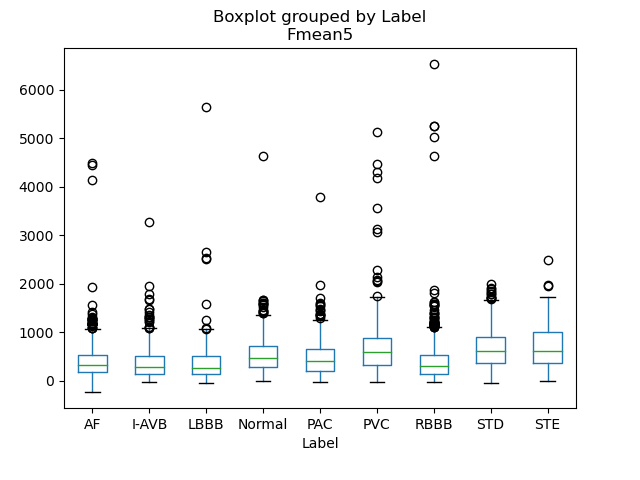 Boxplot grouped by Label
Fmean5
6000
5000
4000
3000
2000
1000
0
AF I-AVB LBBB Normal PAC PVC RBBB STD STE
Label